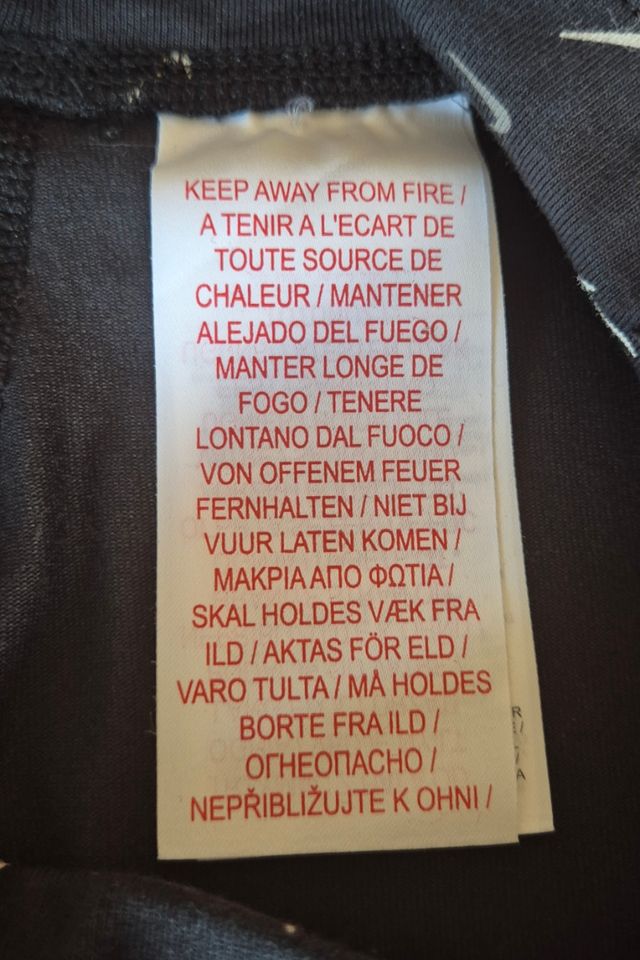 KEEP AWAY FROM FIRE /
A TENIR A L'ECART DE
TOUTE SOURCE DE
CHALEUR / MANTENER
ALEJADO DEL FUEGO /
MANTER LONGE DE
FOGO / TENERE
LONTANO DAL FUOCO /
VON OFFENEM FEUER
FERNHALTEN / NIET BIJ
VUUR LATEN KOMEN /
ΜΑΚΡΙΑ ΑΠΟ ΦΩΤΙΑ /
SKAL HOLDES VÆK FRA
ILD / AKTAS FÖR ELD /
VARO TULTA / MÅ HOLDES
BORTE FRA ILD /
ОГНЕОПАСНО /
NEPŘIBLIŽUJTE K OHNI /